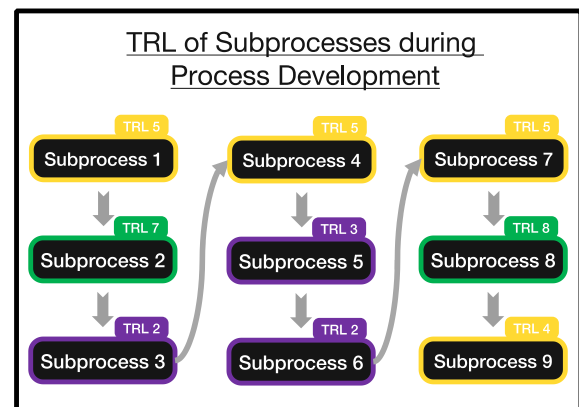 TRL of Subprocesses during
Process Development
TRL 5
Subprocess 1
TRL 7
Subprocess 2
TRL 2
Subprocess 3
TRL 5
Subprocess 4
TRL 3
Subprocess 5
TRL 2
Subprocess 6
TRL 5
Subprocess 7
TRL 8
Subprocess 8
TRL 4
Subprocess 9